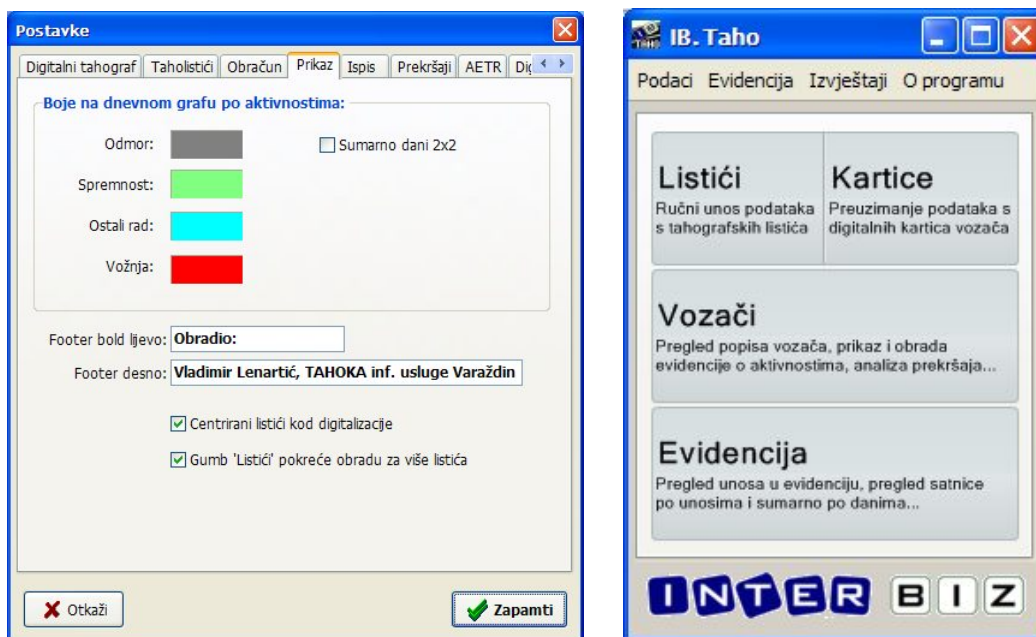 Postavke
Digitalni tahograf Taholistići Obračun Prikaz Ispis Prekršaji AETR
Boje na dnevnom grafu po aktivnostima:
Odmor:
Sumarno dani 2x2
Spremnost:
Ostali rad:
Vožnja:
Footer bold lijevo: Obradio:
Footer desno: Vladimir Lenartić, TAHOKA inf. usluge Varaždin
Centrirani listići kod digitalizacije
Gumb 'Listići' pokreće obradu za više listića
Otkaži
Zapamti
IB.Taho
Podaci Evidencija Izvještaji O programu
Listići
Ručni unos podataka
s tahografskih listića
Kartice
Preuzimanje podataka s
digitalnih kartica vozača
Vozači
Pregled popisa vozača, prikaz i obrada
evidencije o aktivnostima, analiza prekršaja...
Evidencija
Pregled unosa u evidenciju, pregled satnice
po unosima i sumarno po danima...
INTER BIZ